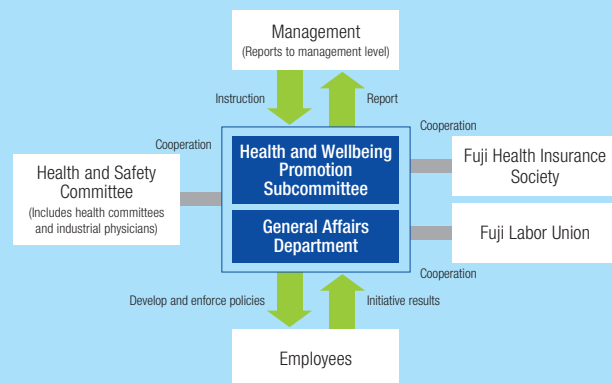 Management
(Reports to management level)
Instruction
Report
Cooperation
Cooperation
Health and Wellbeing
Promotion
Subcommittee
General Affairs
Department
Health and Safety
Committee
(Includes health committees
and industrial physicians)
Fuji Health Insurance
Society
Fuji Labor Union
Cooperation
Develop and enforce policies
Initiative results
Employees